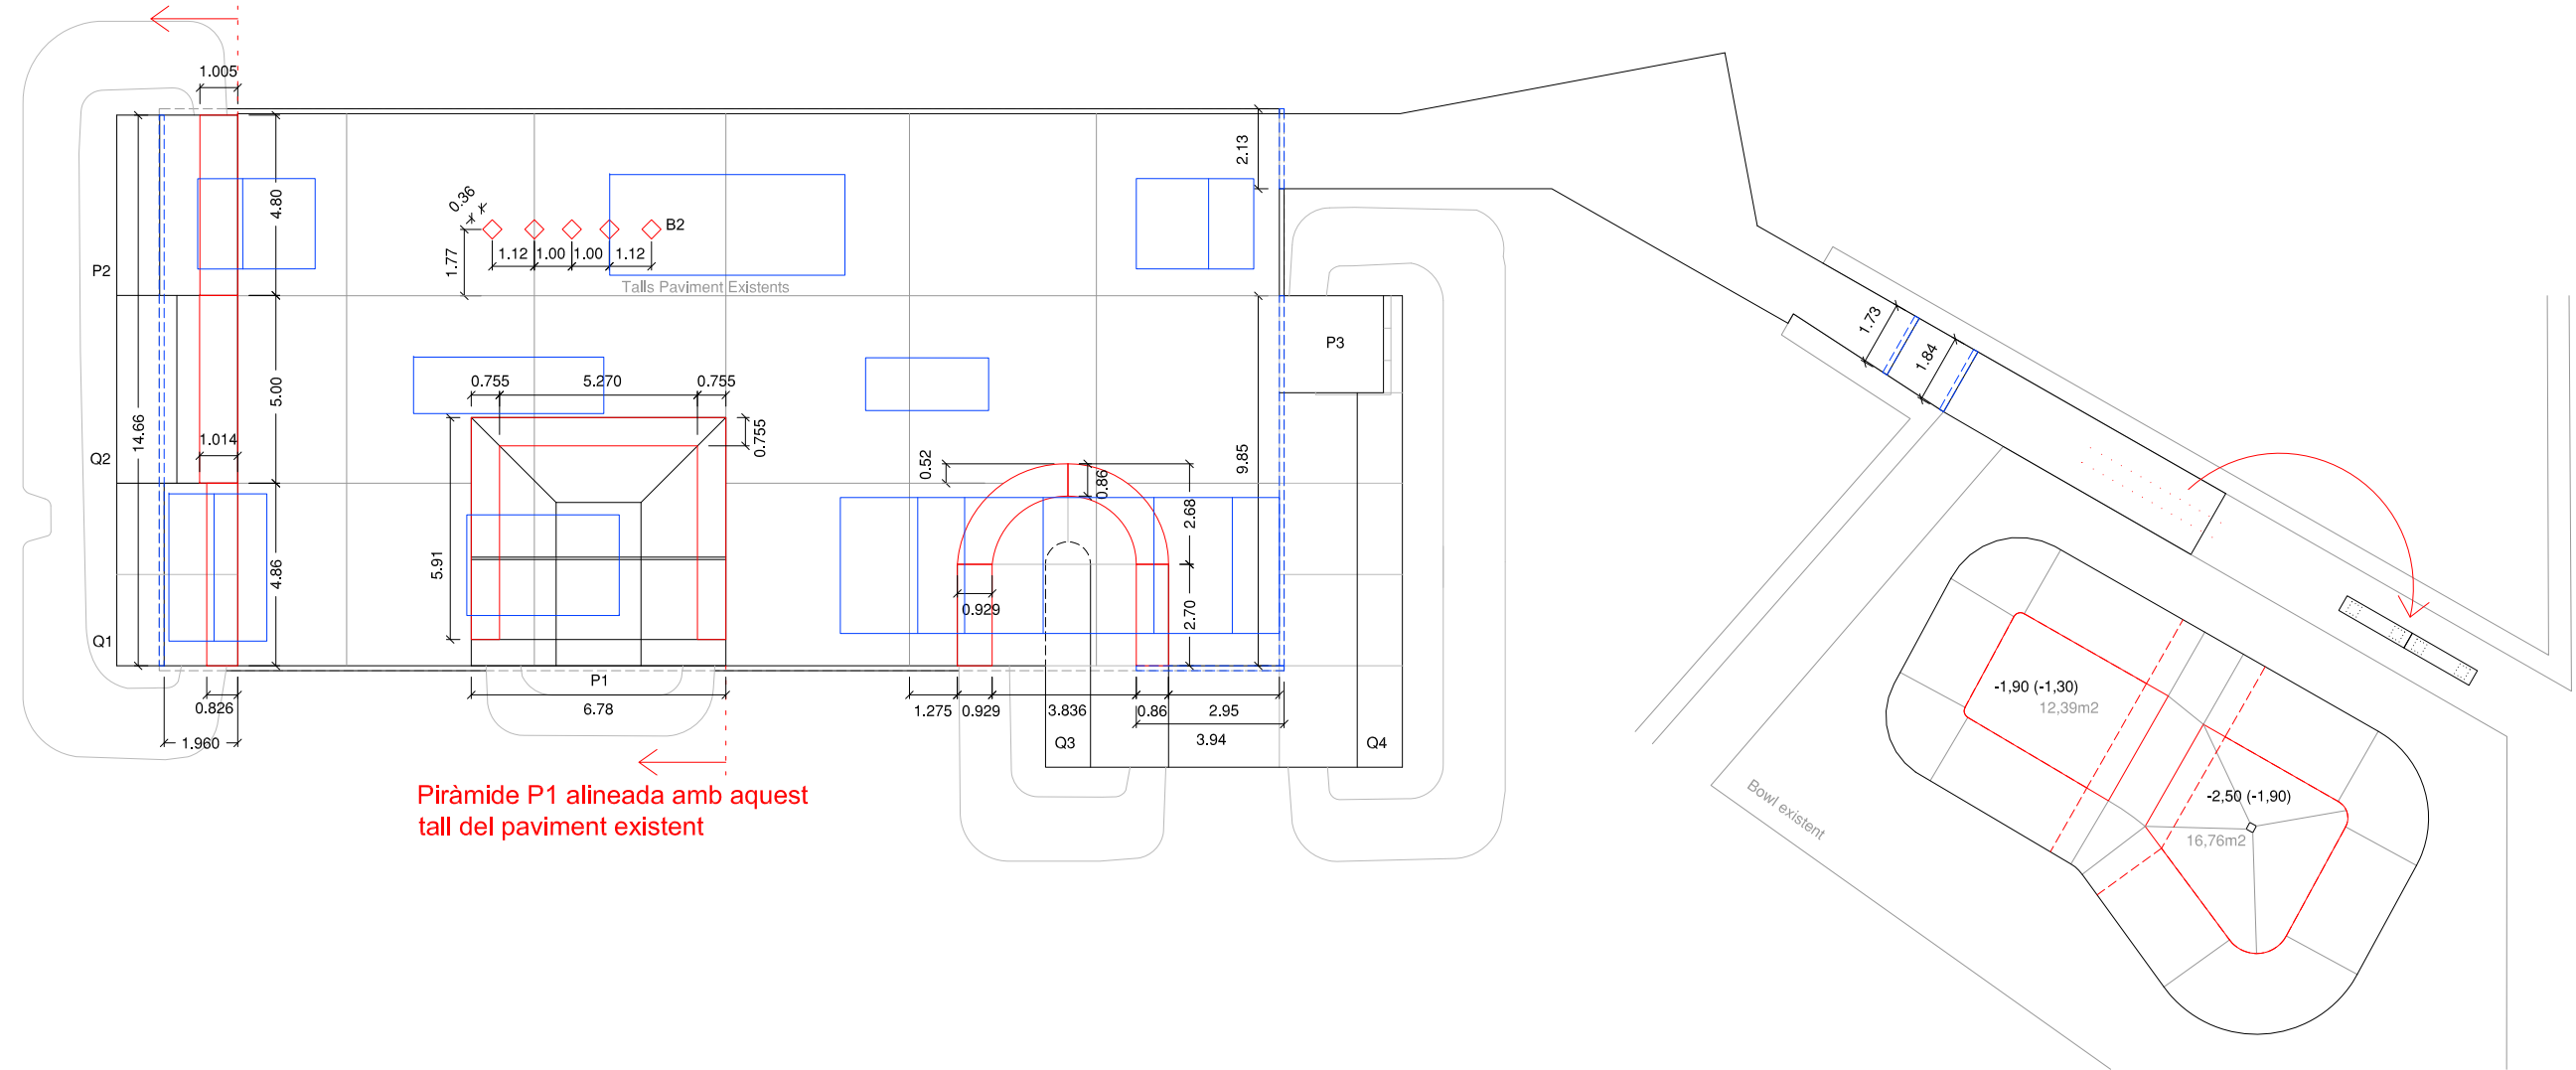 1.005
2.13
4.80
0.36
B2
1.12
1.00
1.00
1.12
1.77
P2
Talls Paviment Existents
1.73
P3
1.84
0.755
5.270
0.755
5.00
14.66
1.014
0.755
Q2
0.52
0.86
9.85
2.68
5.91
4.86
0.929
2.70
Q1
P1
-1,90 (-1,30)
12,39m2
0.826
6.78
1.275
0.929
3.836
0.86
2.95
1.960
3.94
Q3
Q4
Piràmide P1 alineada amb aquest
tall del paviment existent
-2,50 (-1,90)
Bowl existent
16,76m2